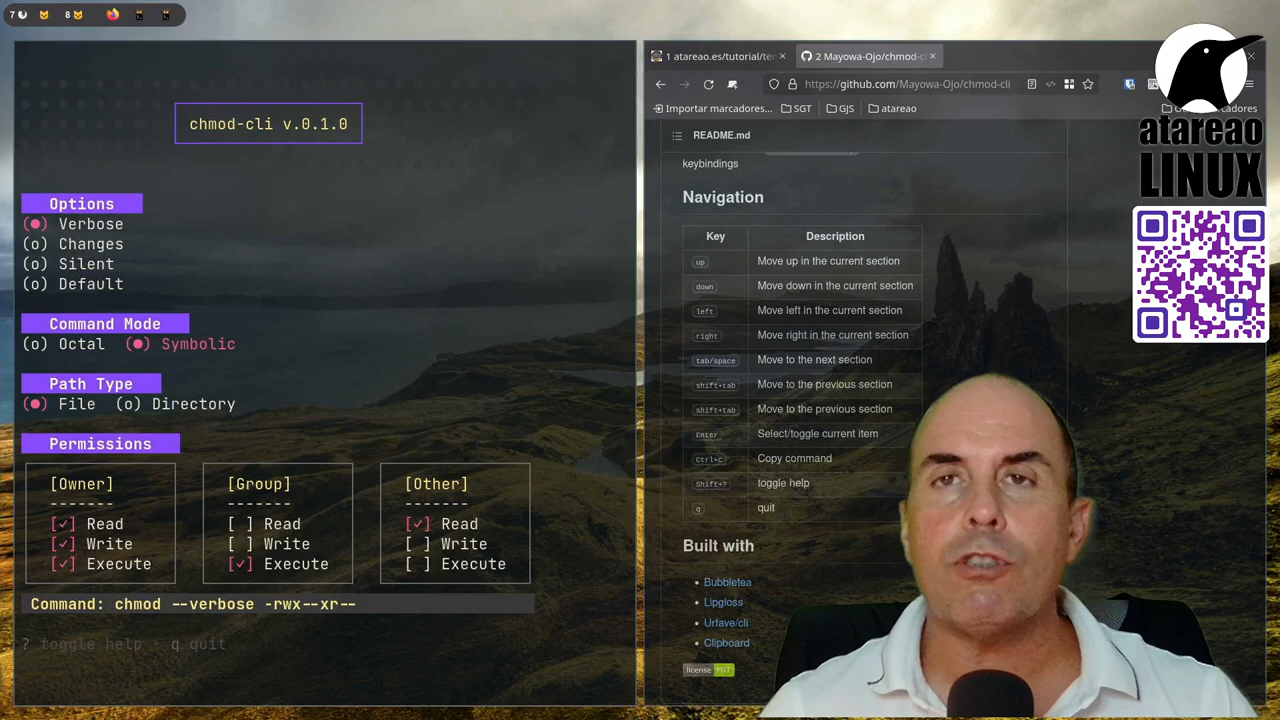 7
8
chmod-cli v.0.1.0
Options
Verbose
(o) Changes
(o) Silent
(o) Default
Command Mode
(o) Octal Symbolic
Path Type
File (o) Directory
Permissions
[Owner] [Group] [Other]
------- ------- -------
[✓] Read [ ] Read [✓] Read
[✓] Write [ ] Write [ ] Write
[✓] Execute [✓] Execute [ ] Execute
Command: chmod --verbose -rwx--xr--
? toggle help · q quit
1 atareao.es/tutorial/ter
2 Mayowa-Ojo/chmod-c
https://github.com/Mayowa-Ojo/chmod-cli
Importar marcadores... SGT GJS atareao
README.md
keybindings
Navigation
Key Description
up Move up in the current section
down Move down in the current section
left Move left in the current section
right Move right in the current section
tab/space Move to the next section
shift+tab Move to the previous section
shift+tab Move to the previous section
Enter Select/toggle current item
Ctrl+C Copy command
Shift+? toggle help
q quit
Built with
Bubbletea
Lipgloss
Urfave/cli
Clipboard
license MIT
atareao
LINUX